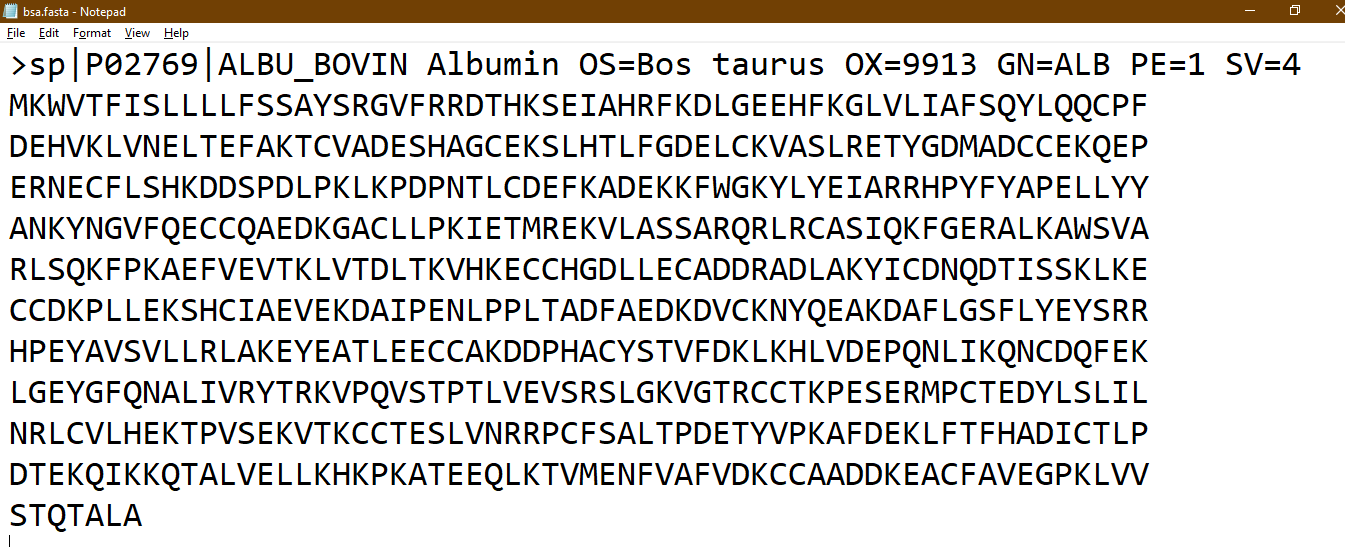 bsa.fasta - Notepad
File Edit Format View Help
>sp|P02769|ALBU_BOVIN Albumin OS=Bos taurus OX=9913 GN=ALB PE=1 SV=4
MKWVTFISLLLLFSSAYSRGVFRRDTHKSEIAHRFKDLGEEHFKGLVLIAFSQYLQQCPF
DEHVKLVNELTEFAKTCVADESHAGCEKSLHTLFGDELCKVASLRETYGDMADCCEKQEP
ERNECFLSHKDDSPDLPKLKPDPNTLCDEFKADEKKFWGKYLYEIARRHPYFYAPELLYY
ANKYNGVFQECCQAEDKGACLLPKIETMREKVLASSARQRLRCASIQKFGERALKAWSVA
RLSQKFPKAEFVEVTKLVTDLTKVHKECCHGDLLECADDRADLAKYICDNQDTISSKLKE
CCDKPLLEKSHCIAEVEKDAIPENLPPLTADFAEDKDVCKNYQEAKDAFLGSFLYEYSRR
HPEYAVSVLLRLAKEYEATLEECCAKDDPHACYSTVFDKLKHLVDEPQNLIKQNCDQFEK
LGEYGFQNALIVRYTRKVPQVSTPTLVEVSRSLGKVGTRCCTKPESERMPCTEDYLSLIL
NRLCVLHEKTPVSEKVTKCCTESLVNRRPCFSALTPDETYVPKAFDEKLFTFHADICTLP
DTEKQIKKQTALVELLKHKPKATEEQLKTVMENFVAFVDKCCAADDKEACFAVEGPKLVV
STQTALA